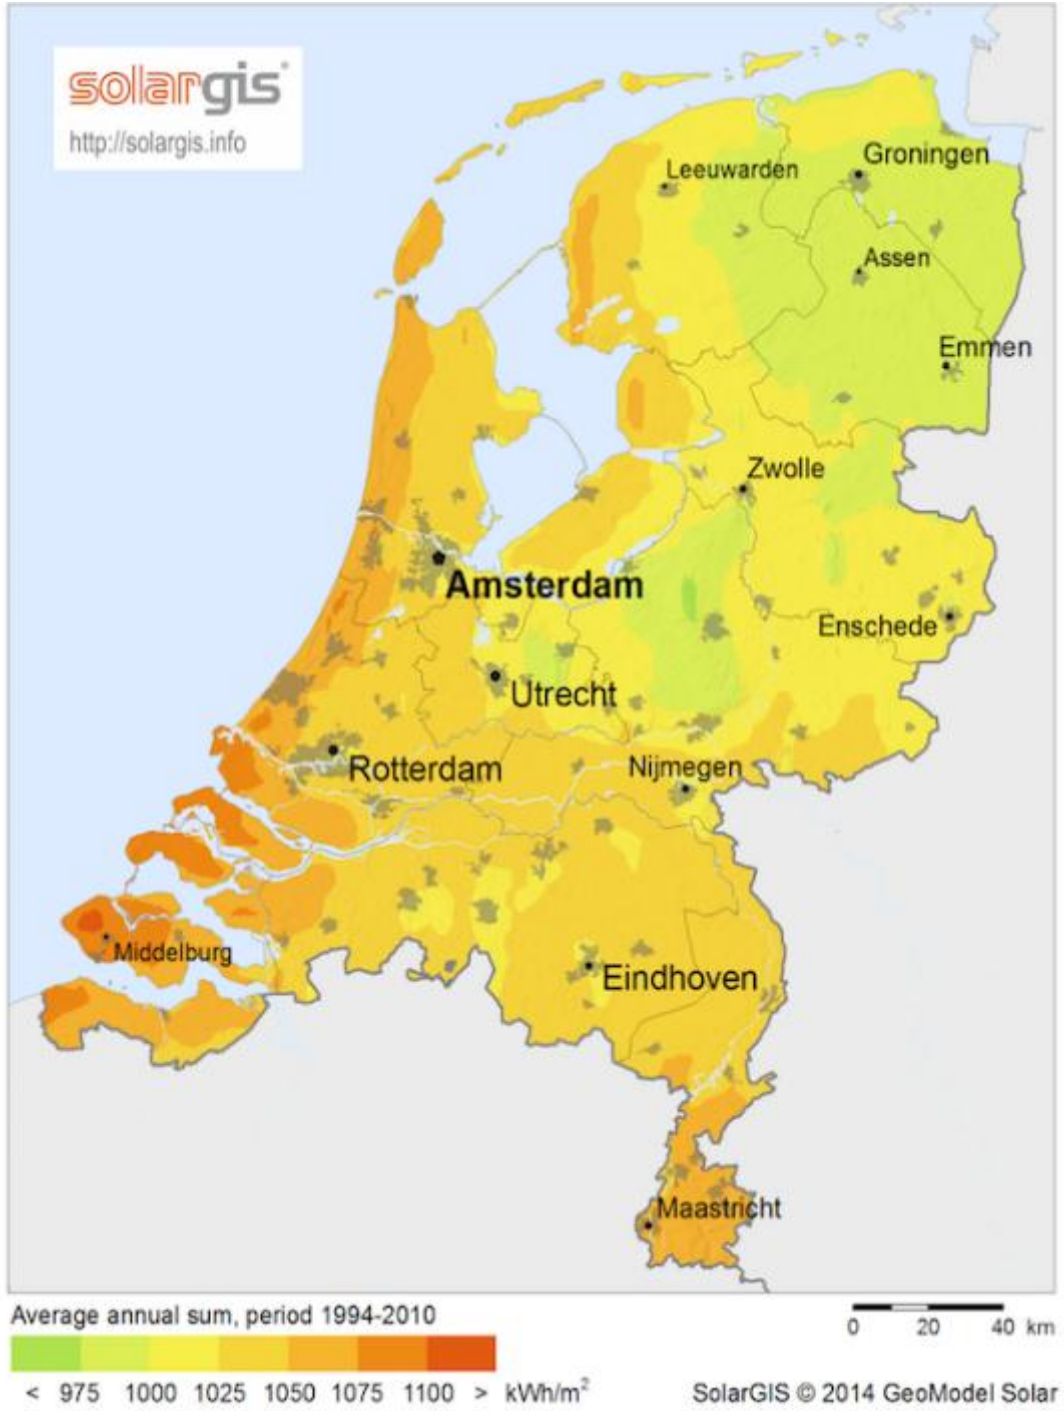 solargis
http://solargis.info
Leeuwarden
Groningen
Assen
Emmen
Zwolle
Amsterdam
Enschede
Utrecht
Rotterdam
Nijmegen
Middelburg
Eindhoven
Maastricht
Average annual sum, period 1994-2010
0 20 40 km
< 975 1000 1025 1050 1075 1100 > kWh/m²
SolarGIS © 2014 GeoModel Solar